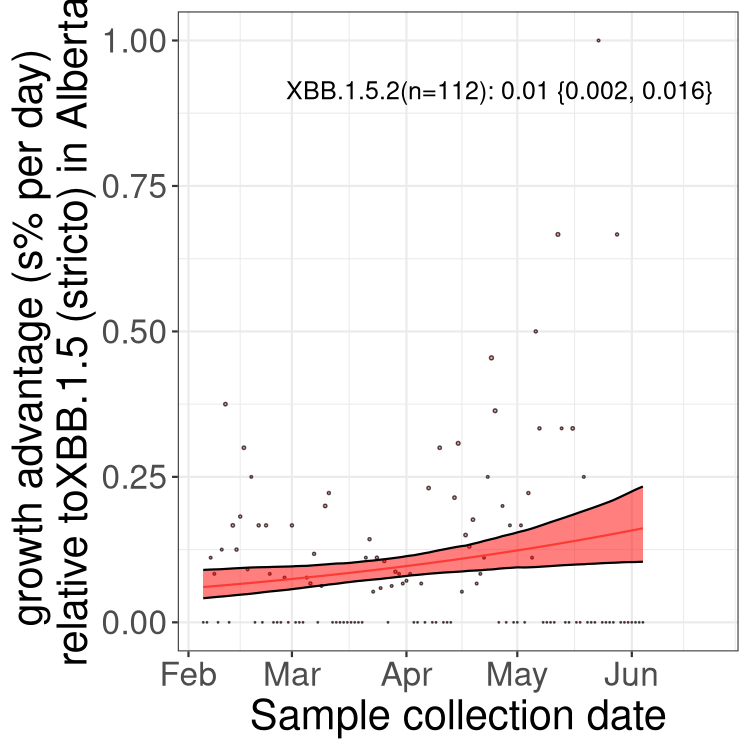 growth advantage (s% per day)
relative toXBB.1.5 (stricto) in Alberta
1.00
XBB.1.5.2(n=112): 0.01 {0.002, 0.016}
0.75
0.50
0.25
0.00
Feb Mar Apr May Jun
Sample collection date